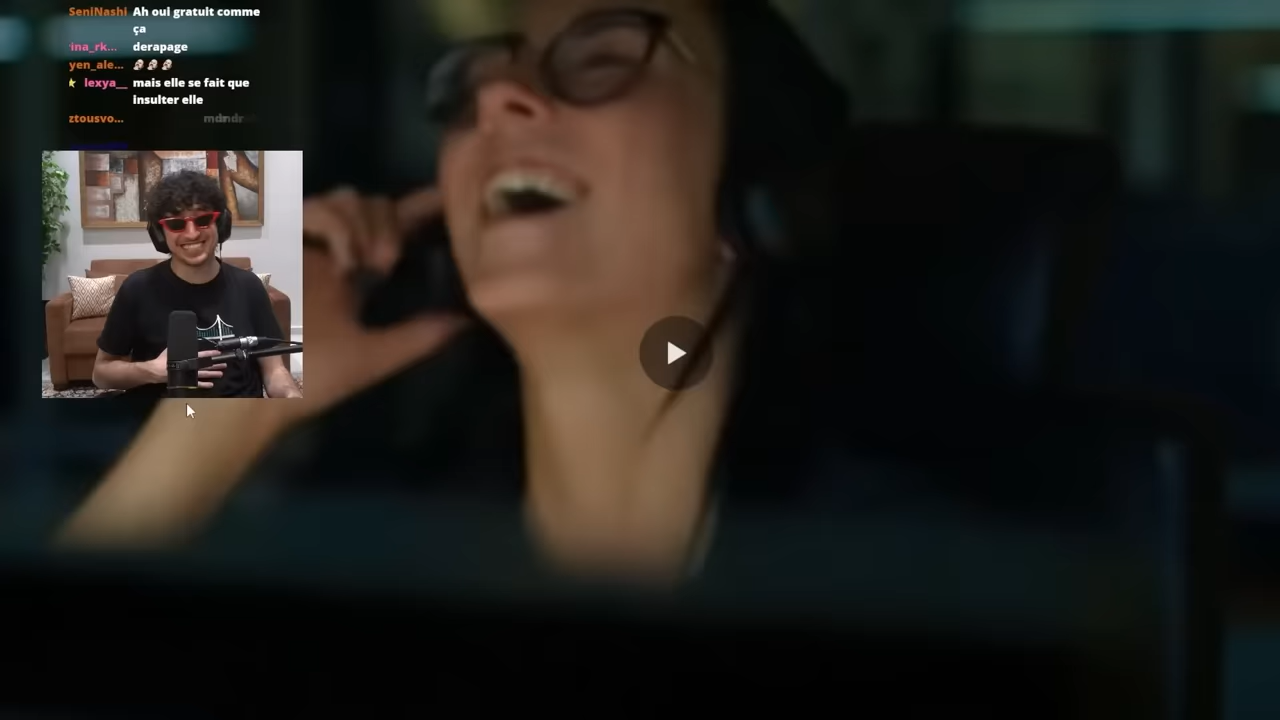 SeniNashi Ah oui gratuit comme
ça
ina_rk... derapage
yen_ale...
lexya__ mais elle se fait que
insulter elle
ztousvo...